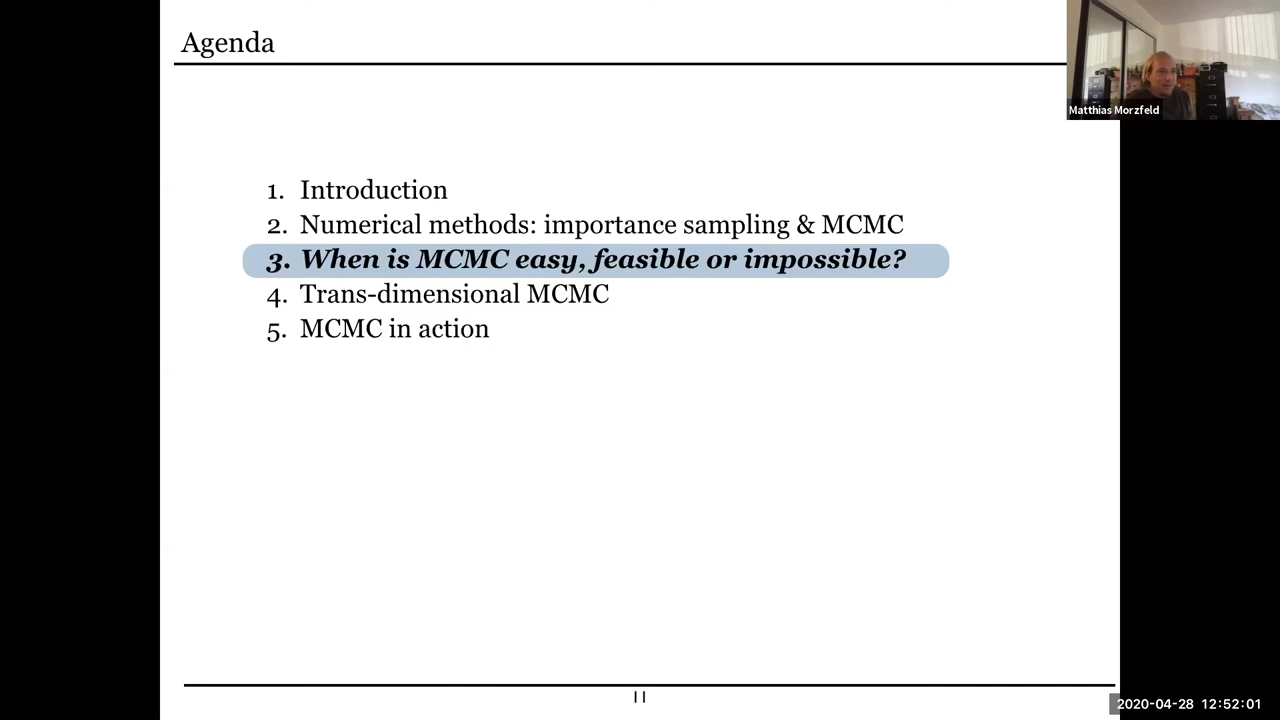 Agenda
Matthias Morzfeld
1. Introduction
2. Numerical methods: importance sampling & MCMC
3. When is MCMC easy, feasible or impossible?
4. Trans-dimensional MCMC
5. MCMC in action
11
2020-04-28 12:52:01